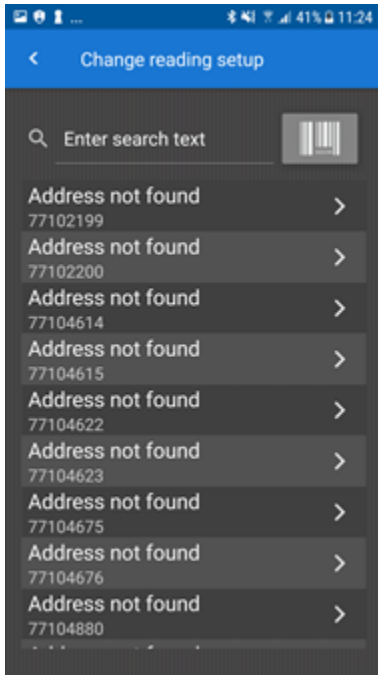 ... 41% 11:24
Change reading setup
Enter search text
Address not found
77102199
Address not found
77102200
Address not found
77104614
Address not found
77104615
Address not found
77104622
Address not found
77104623
Address not found
77104675
Address not found
77104676
Address not found
77104880